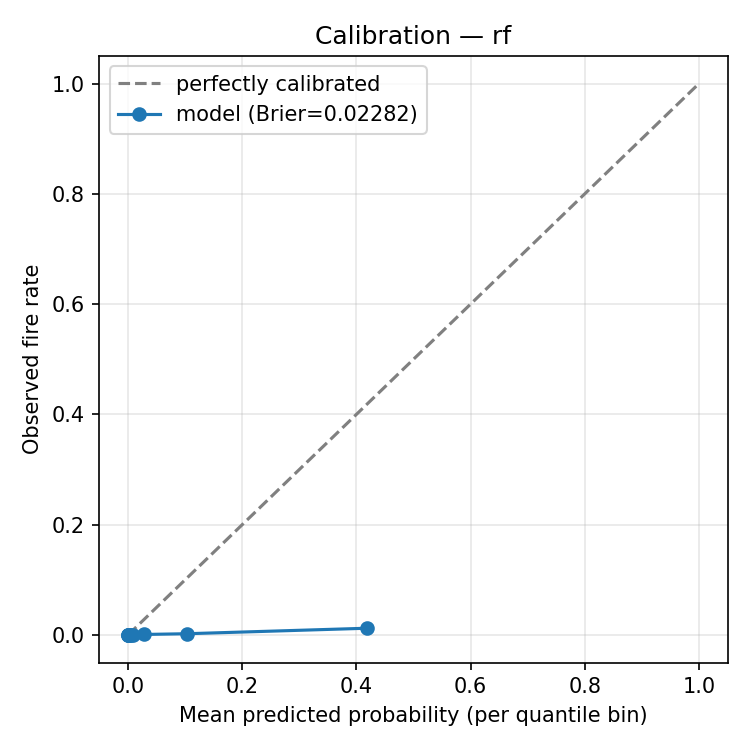 Calibration — rf
perfectly calibrated
model (Brier=0.02282)
1.0
0.8
0.6
0.4
0.2
0.0
Observed fire rate
0.0 0.2 0.4 0.6 0.8 1.0
Mean predicted probability (per quantile bin)